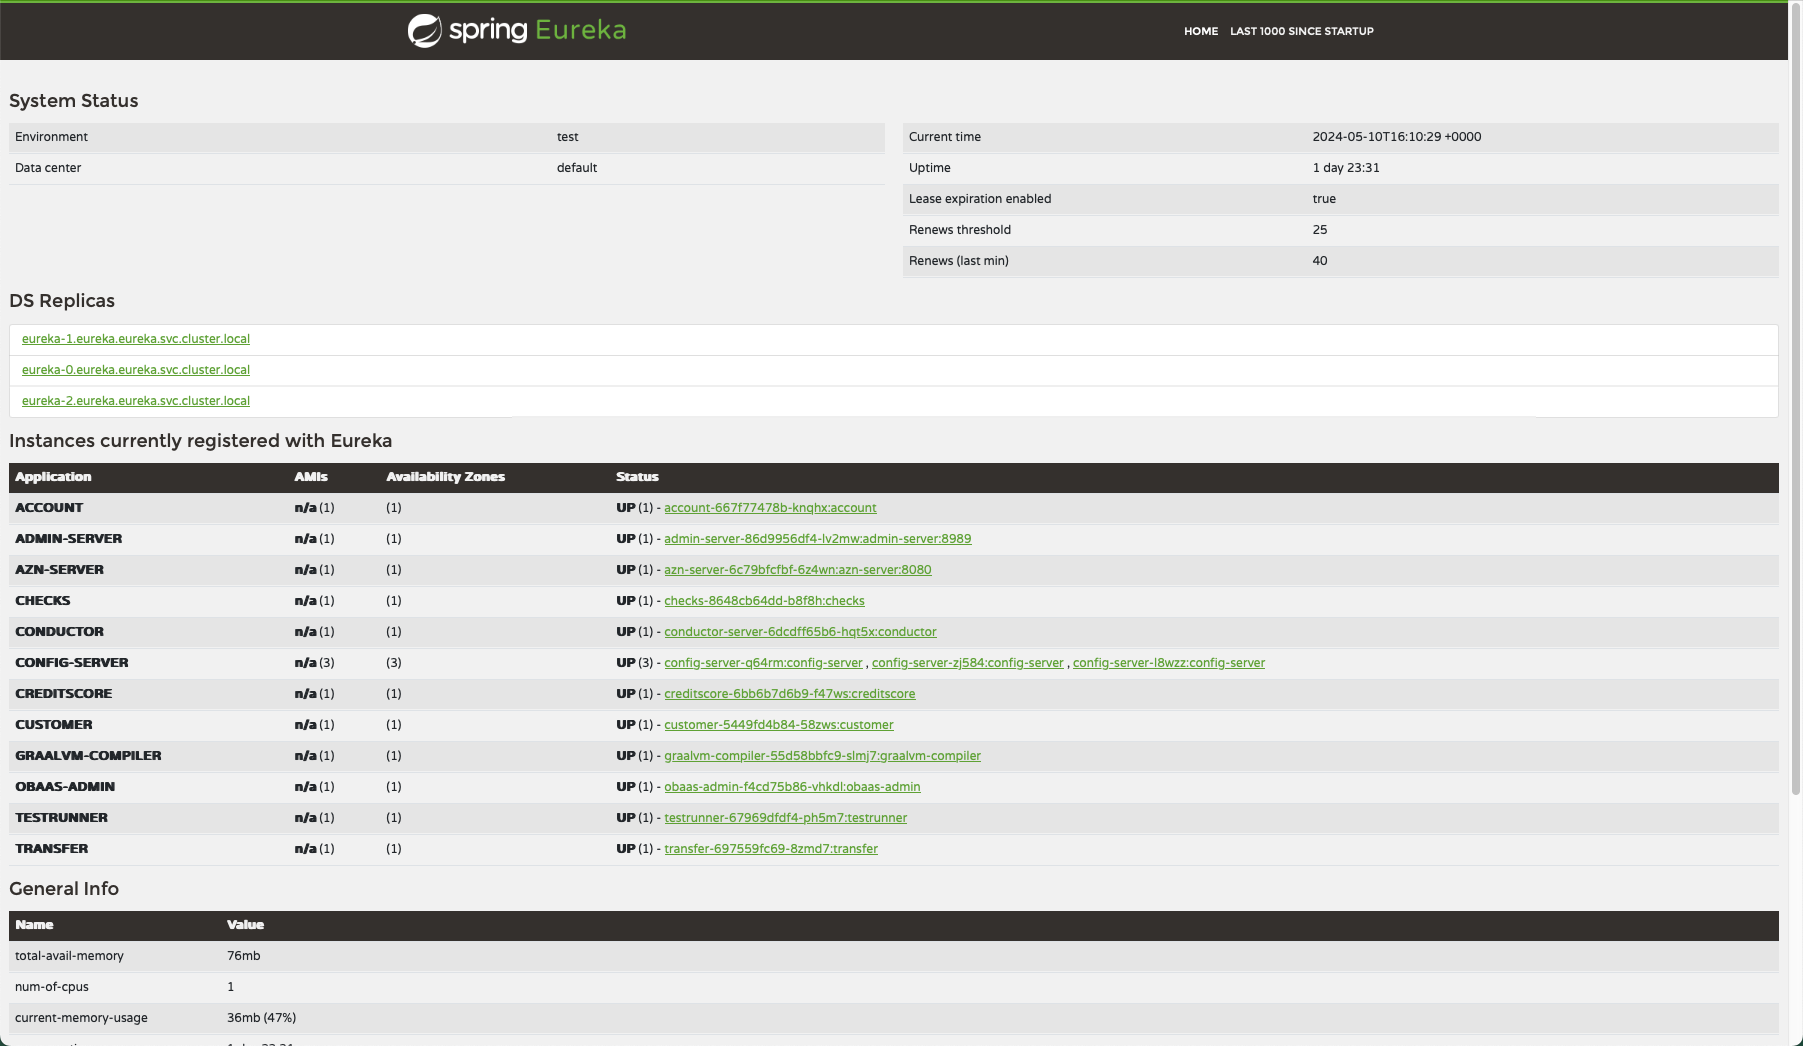 spring Eureka
HOME LAST 1000 SINCE STARTUP
System Status
Environment test
Data center default
Current time 2024-05-10T16:10:29 +0000
Uptime 1 day 23:31
Lease expiration enabled true
Renews threshold 25
Renews (last min) 40
DS Replicas
eureka-1.eureka.eureka.svc.cluster.local
eureka-0.eureka.eureka.svc.cluster.local
eureka-2.eureka.eureka.svc.cluster.local
Instances currently registered with Eureka
Application AMIs Availability Zones Status
ACCOUNT n/a (1) (1) UP (1) - account-667f77478b-knqhx:account
ADMIN-SERVER n/a (1) (1) UP (1) - admin-server-86d9956df4-lv2mw:admin-server:8989
AZN-SERVER n/a (1) (1) UP (1) - azn-server-6c79bfcfbf-6z4wn:azn-server:8080
CHECKS n/a (1) (1) UP (1) - checks-8648cb64dd-b8f8h:checks
CONDUCTOR n/a (1) (1) UP (1) - conductor-server-6dcdff65b6-hqt5x:conductor
CONFIG-SERVER n/a (3) (3) UP (3) - config-server-q64rm:config-server , config-server-zj584:config-server , config-server-l8wzz:config-server
CREDITSCORE n/a (1) (1) UP (1) - creditscore-6bb6b7d6b9-f47ws:creditscore
CUSTOMER n/a (1) (1) UP (1) - customer-5449fd4b84-58zws:customer
GRAALVM-COMPILER n/a (1) (1) UP (1) - graalvm-compiler-55d58bbfc9-slmj7:graalvm-compiler
OBAAS-ADMIN n/a (1) (1) UP (1) - obaas-admin-f4cd75b86-vhkdl:obaas-admin
TESTRUNNER n/a (1) (1) UP (1) - testrunner-67969dfdf4-ph5m7:testrunner
TRANSFER n/a (1) (1) UP (1) - transfer-697559fc69-8zmd7:transfer
General Info
Name Value
total-avail-memory 76mb
num-of-cpus 1
current-memory-usage 36mb (47%)